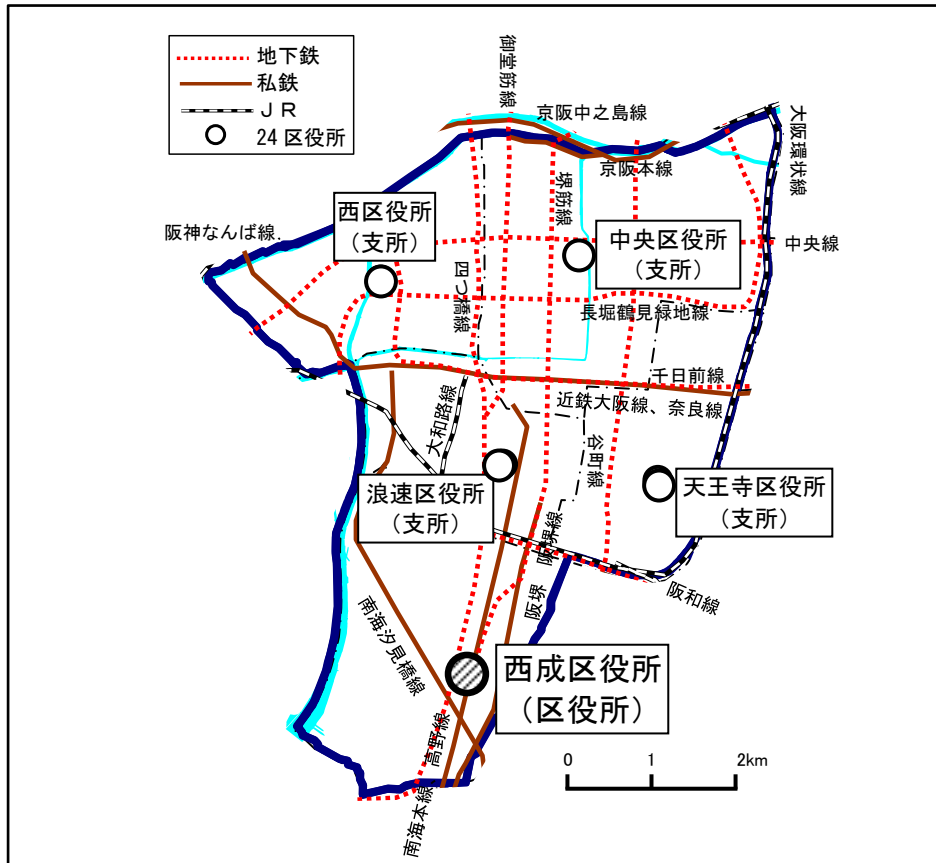 地下鉄
私鉄
ＪＲ
24 区役所
御堂筋線
京阪中之島線
大阪環状線
京阪本線
堺筋線
西区役所
（支所）
中央区役所
（支所）
阪神なんば線
中央線
四つ橋線
長堀鶴見緑地線
千日前線
近鉄大阪線、奈良線
大和路線
谷町線
浪速区役所
（支所）
天王寺区役所
（支所）
阪堺線
阪堺
阪和線
南海汐見橋線
西成区役所
（区役所）
高野線
南海本線
0 1 2km